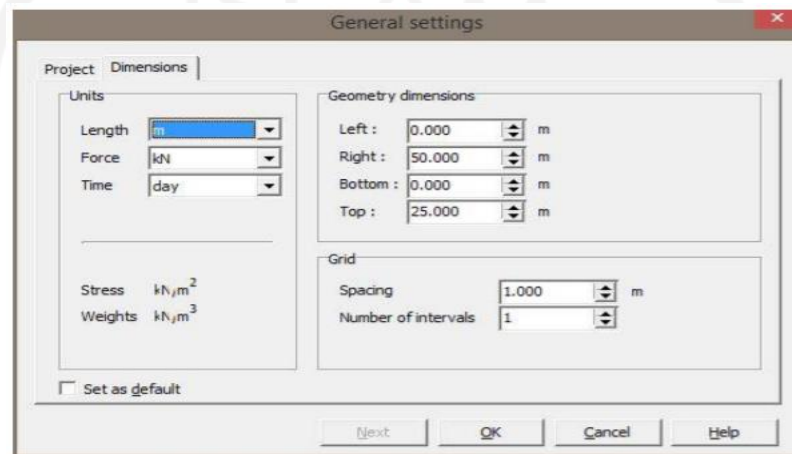 General settings
Project Dimensions
Units
Length m
Force kN
Time day
Stress kN/m²
Weights kN/m³
Set as default
Geometry dimensions
Left : 0.000 m
Right : 50.000 m
Bottom : 0.000 m
Top : 25.000 m
Grid
Spacing 1.000 m
Number of intervals 1
Next OK Cancel Help